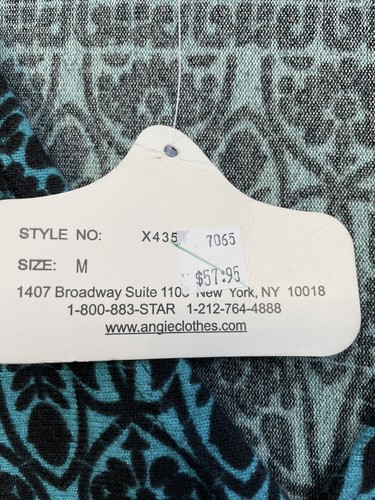 STYLE NO: X435 7065
SIZE: M $57.95
1407 Broadway Suite 1103 New York, NY 10018
1-800-883-STAR 1-212-764-4888
www.angieclothes.com